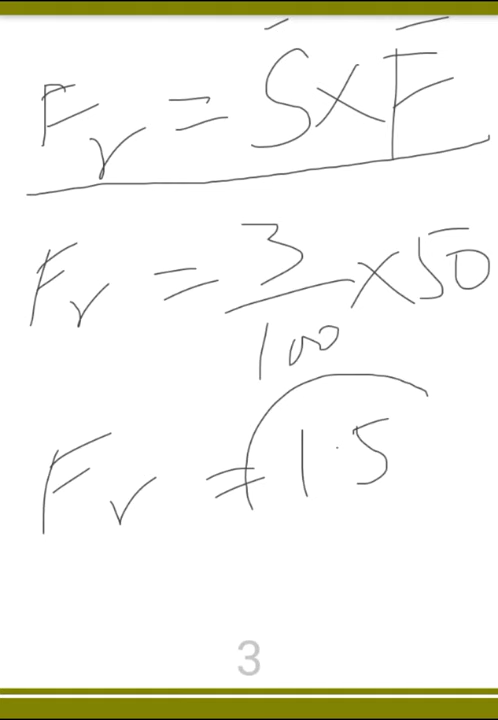 Fr = S×F
Fr = 3/100 ×50
Fr = 1.5
3